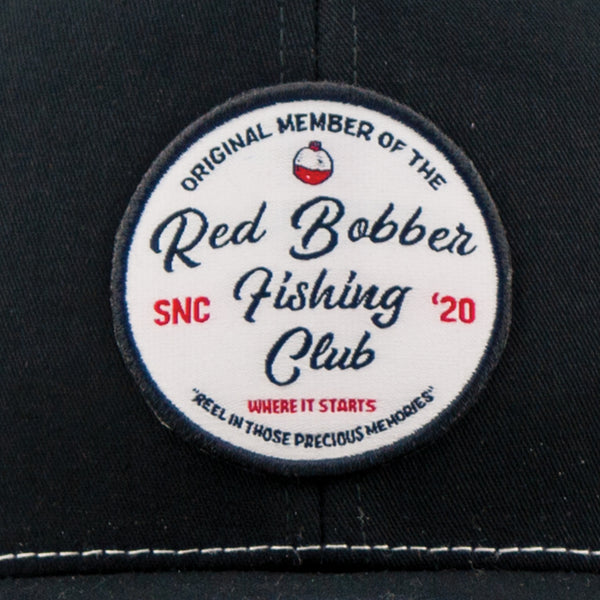 ORIGINAL MEMBER OF THE
Red Bobber
Fishing
SNC '20
Club
WHERE IT STARTS
"REEL IN THOSE PRECIOUS MEMORIES"